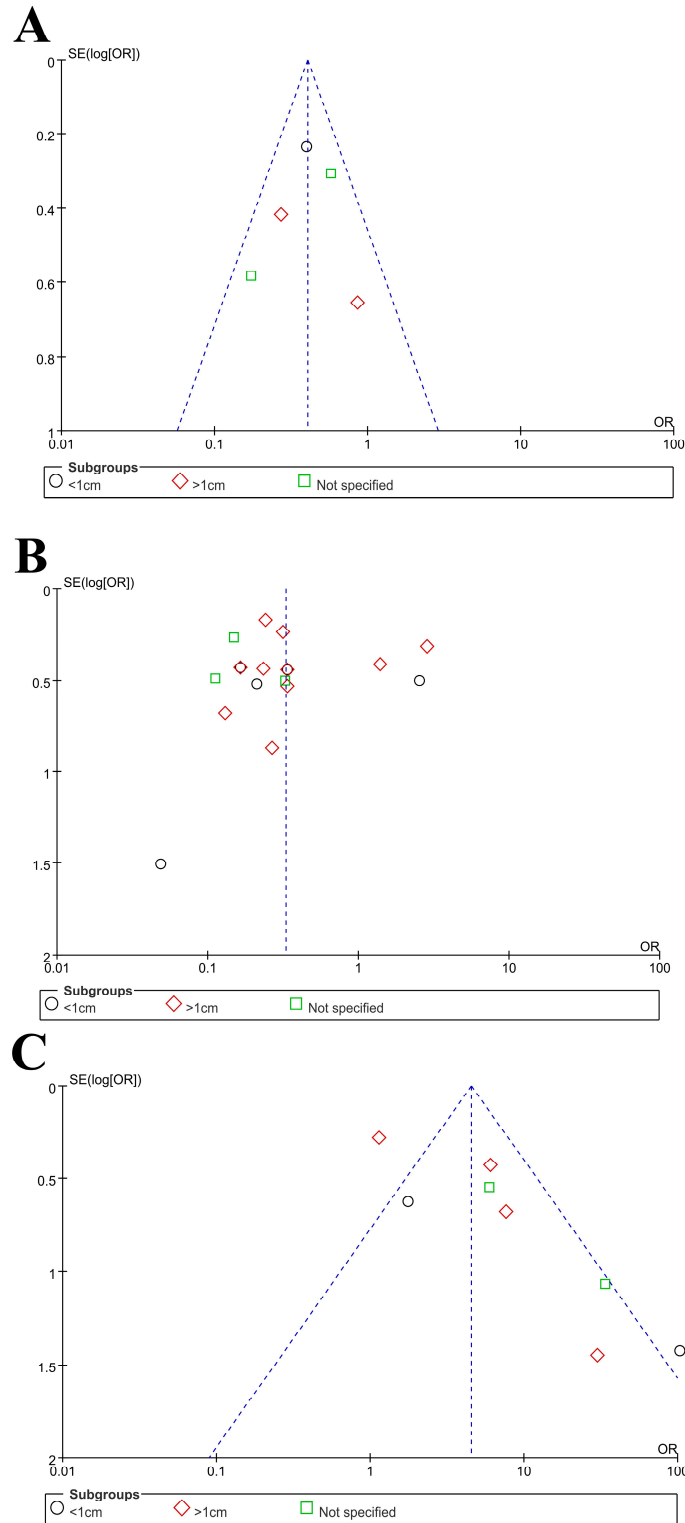 A
SE(log[OR])
0
0.2
0.4
0.6
0.8
1
OR
0.01 0.1 1 10 100
Subgroups
<1cm >1cm Not specified
B
SE(log[OR])
0
0.5
1
1.5
2
OR
0.01 0.1 1 10 100
Subgroups
<1cm >1cm Not specified
C
SE(log[OR])
0
0.5
1
1.5
2
OR
0.01 0.1 1 10 100
Subgroups
<1cm >1cm Not specified